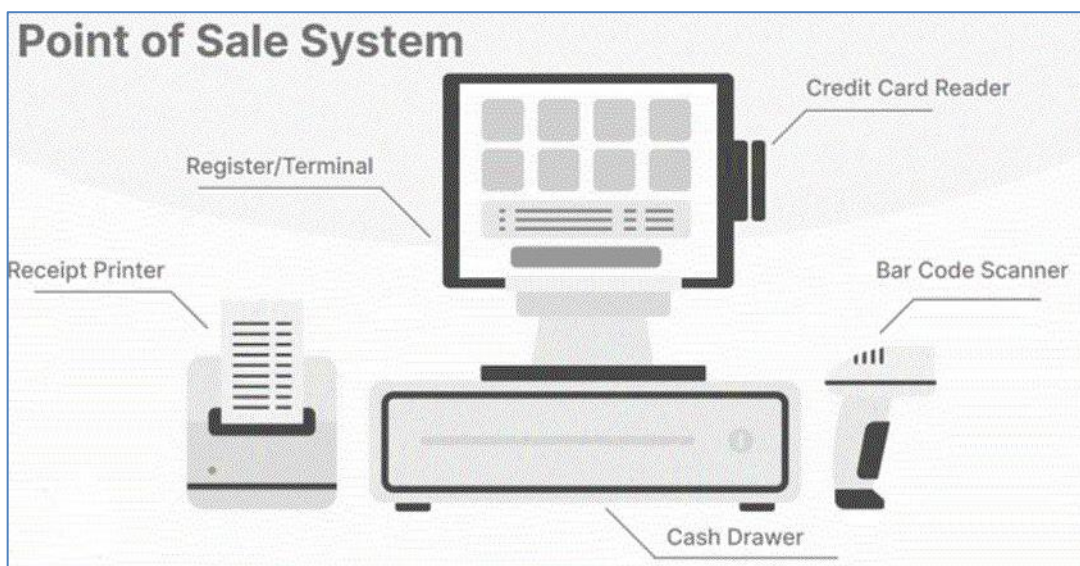 Point of Sale System
Credit Card Reader
Register/Terminal
Receipt Printer
Bar Code Scanner
Cash Drawer